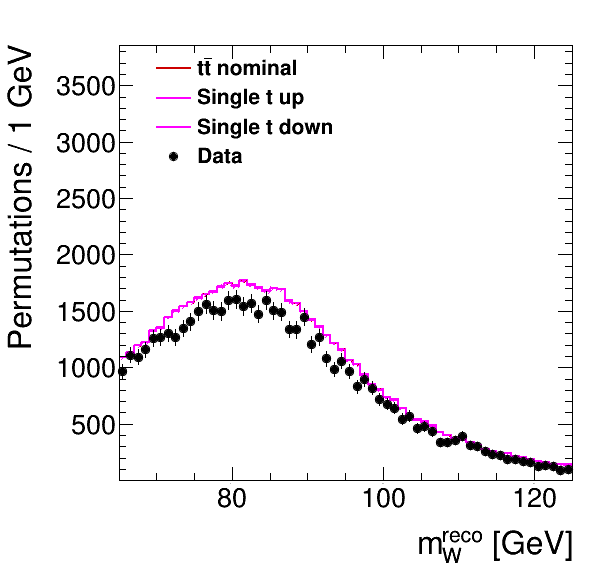 Permutations / 1 GeV
3500
3000
2500
2000
1500
1000
500
tt̄ nominal
Single t up
Single t down
Data
80 100 120
m_W^reco [GeV]